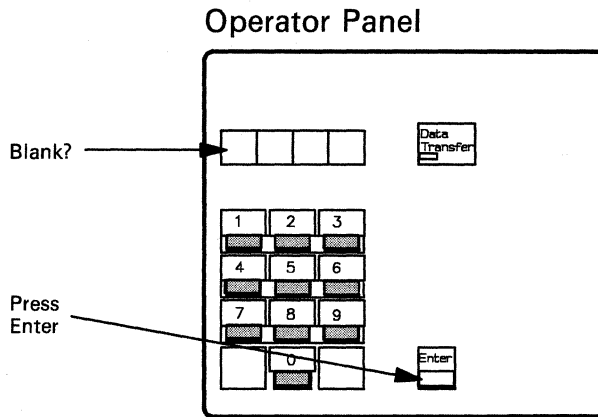 Operator Panel
Blank?
Data
Transfer
1 2 3
4 5 6
7 8 9
0
Press
Enter
Enter